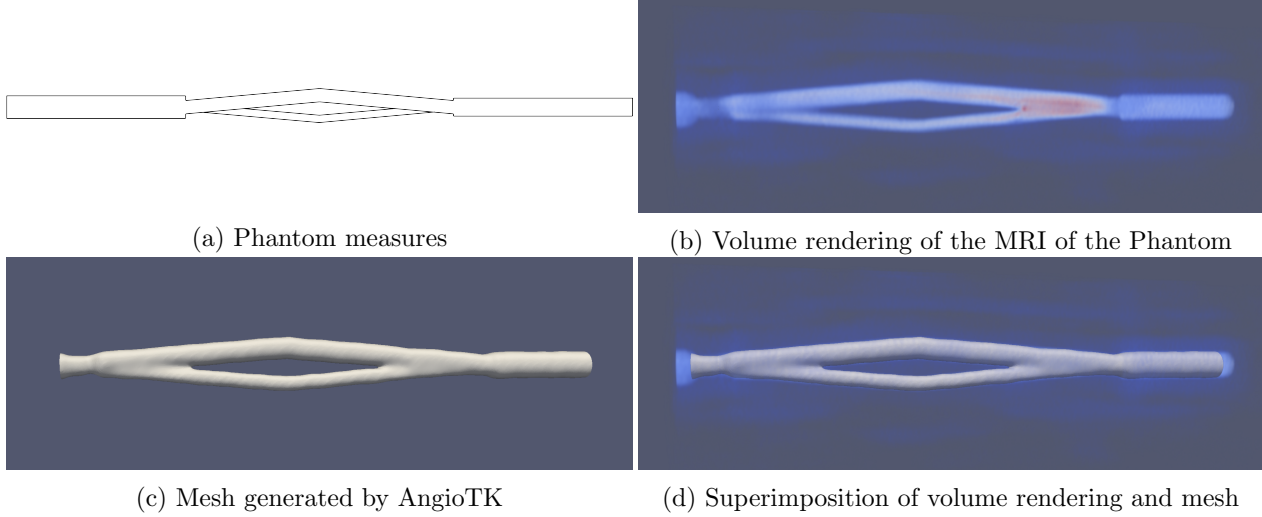 (a) Phantom measures
(b) Volume rendering of the MRI of the Phantom
(c) Mesh generated by AngioTK
(d) Superimposition of volume rendering and mesh